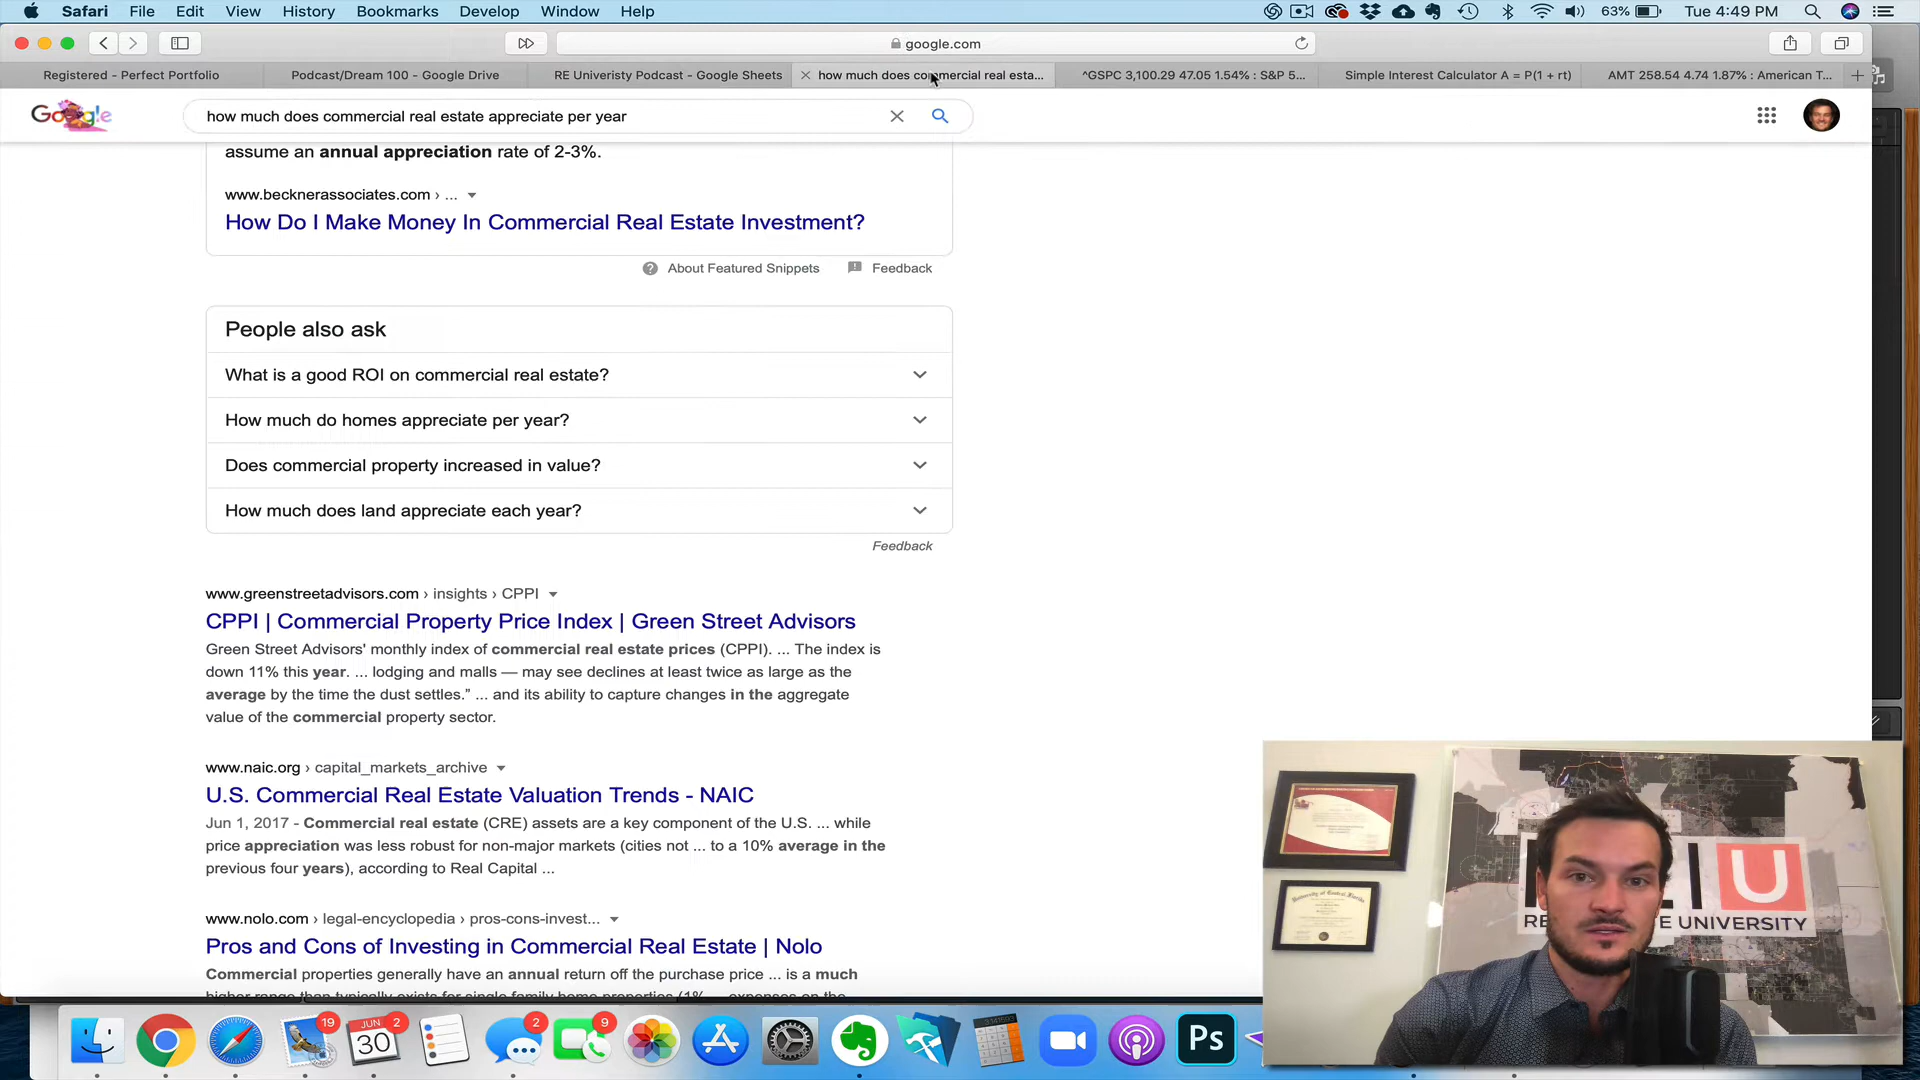 Safari File Edit View History Bookmarks Develop Window Help 63% Tue 4:49 PM
google.com
Registered - Perfect Portfolio Podcast/Dream 100 - Google Drive RE Univeristy Podcast - Google Sheets how much does commercial real esta... ^GSPC 3,100.29 47.05 1.54% : S&P 5... Simple Interest Calculator A = P(1 + rt) AMT 258.54 4.74 1.87% : American T...
Google how much does commercial real estate appreciate per year
assume an annual appreciation rate of 2-3%.
www.becknerassociates.com › ...
How Do I Make Money In Commercial Real Estate Investment?
About Featured Snippets Feedback
People also ask
What is a good ROI on commercial real estate?
How much do homes appreciate per year?
Does commercial property increased in value?
How much does land appreciate each year?
Feedback
www.greenstreetadvisors.com › insights › CPPI
CPPI | Commercial Property Price Index | Green Street Advisors
Green Street Advisors' monthly index of commercial real estate prices (CPPI). ... The index is
down 11% this year. ... lodging and malls — may see declines at least twice as large as the
average by the time the dust settles.” ... and its ability to capture changes in the aggregate
value of the commercial property sector.
www.naic.org › capital_markets_archive
U.S. Commercial Real Estate Valuation Trends - NAIC
Jun 1, 2017 - Commercial real estate (CRE) assets are a key component of the U.S. ... while
price appreciation was less robust for non-major markets (cities not ... to a 10% average in the
previous four years), according to Real Capital ...
www.nolo.com › legal-encyclopedia › pros-cons-invest...
Pros and Cons of Investing in Commercial Real Estate | Nolo
Commercial properties generally have an annual return off the purchase price ... is a much
U
UNIVERSITY
19 JUN 2 30 2 9 Ps